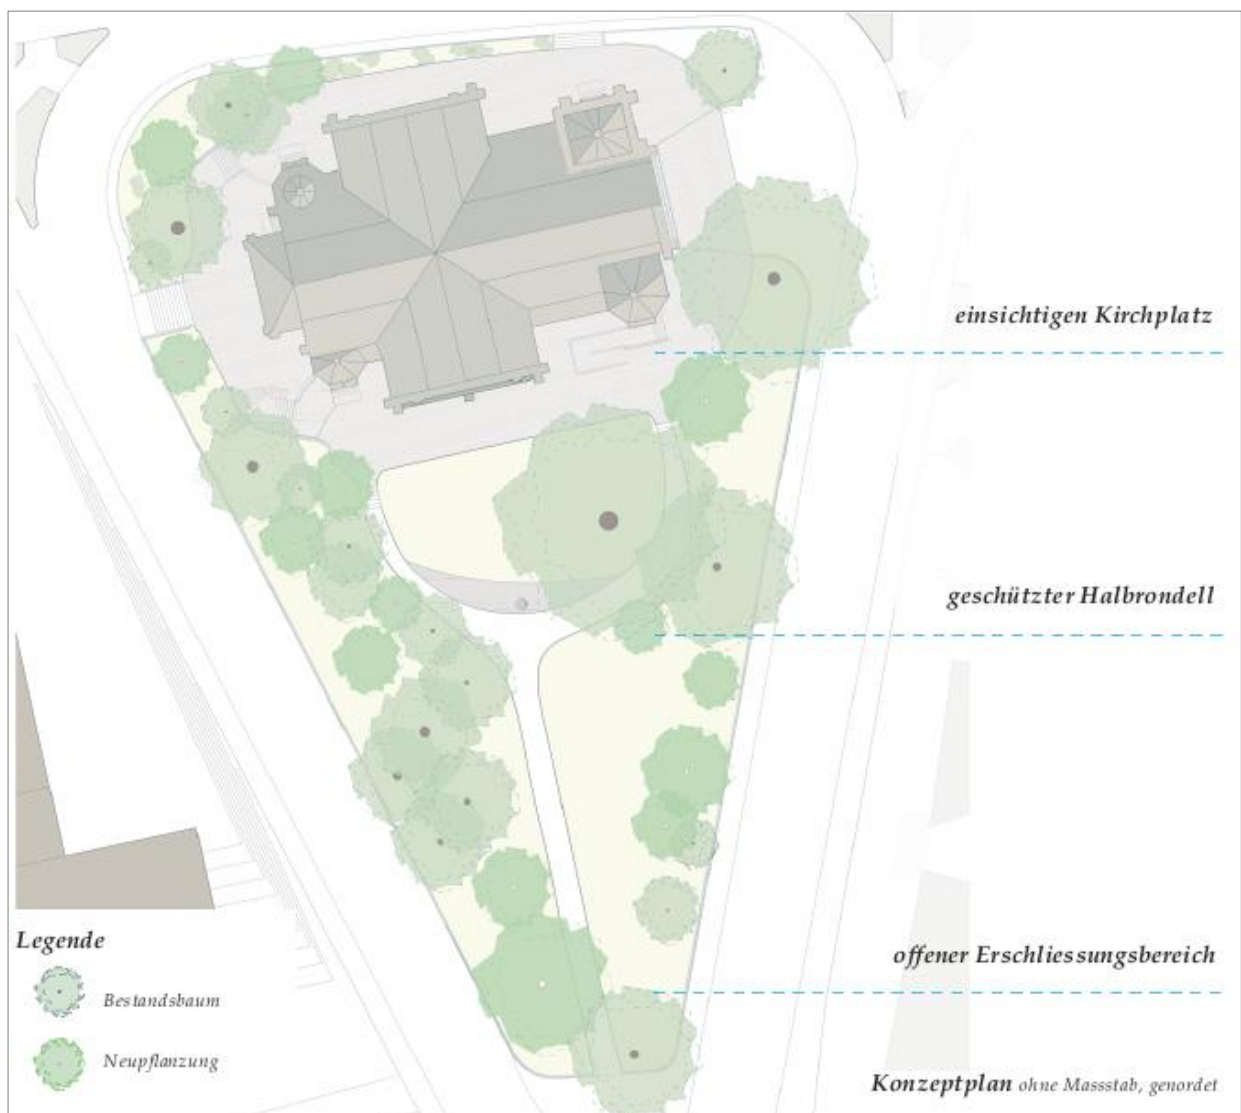 einsichtigen Kirchplatz
geschützter Halbrondell
offener Erschliessungsbereich
Legende
Bestandsbaum
Neupflanzung
Konzeptplan ohne Massstab, genordet